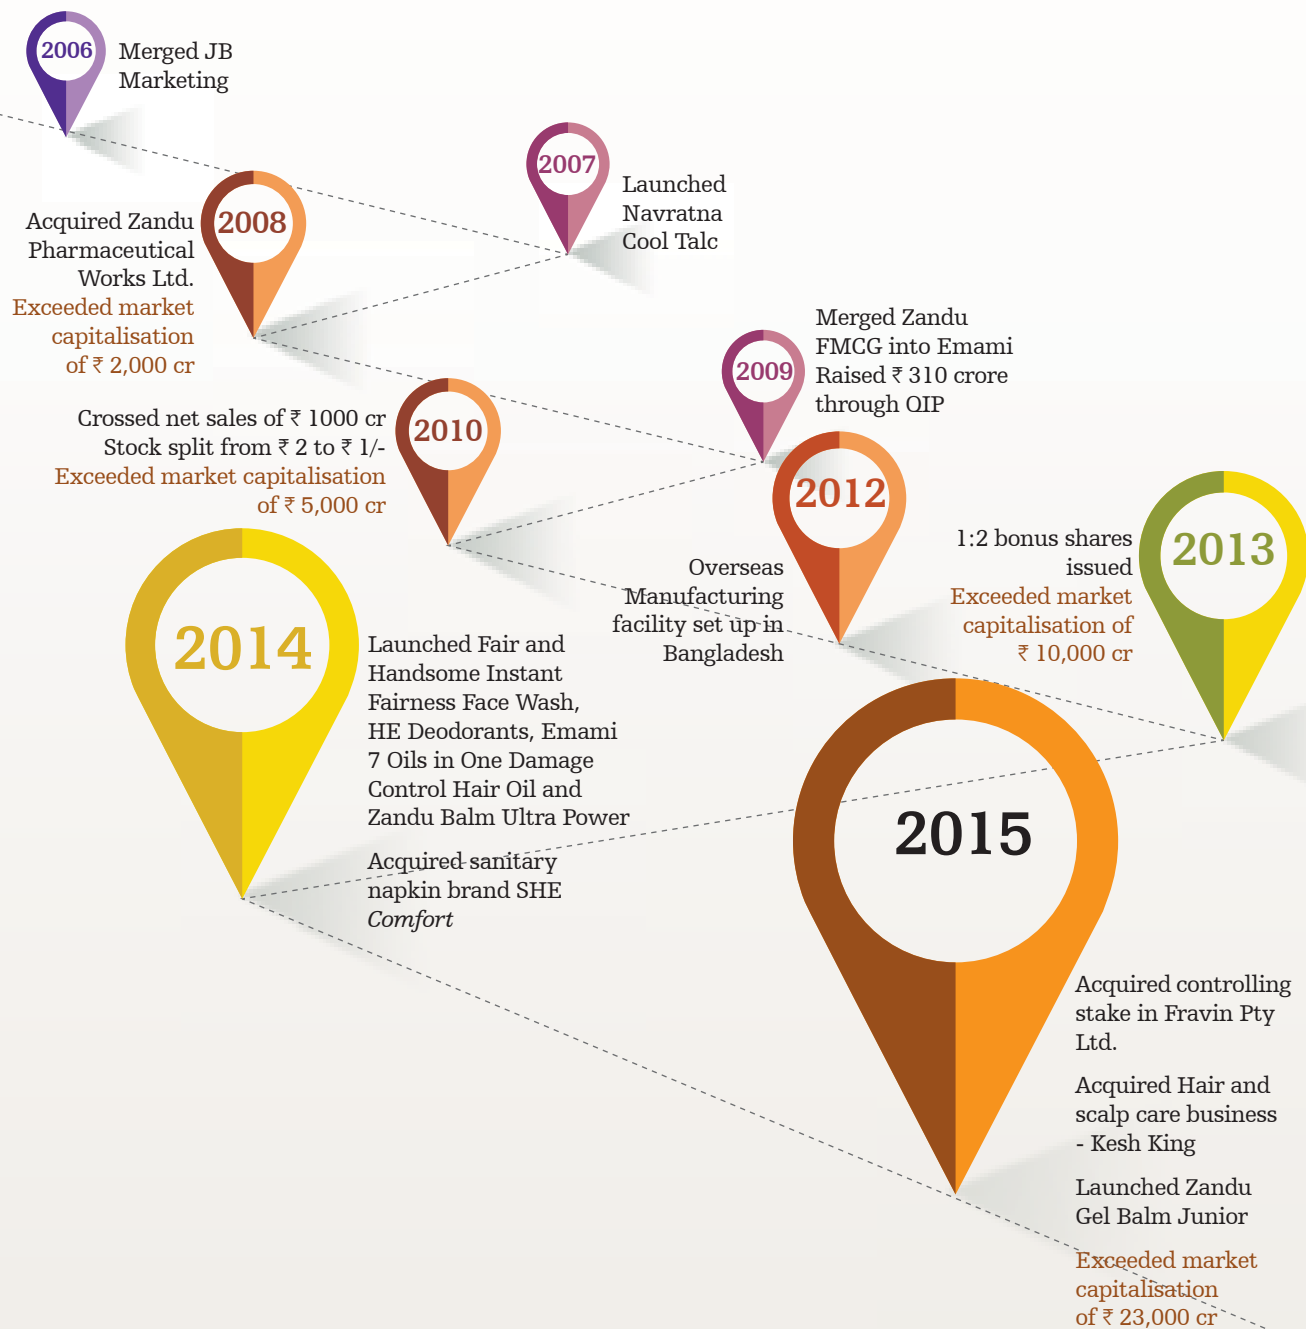 2006
Merged JB
Marketing
2007
Launched
Navratna
Cool Talc
2008
Acquired Zandu
Pharmaceutical
Works Ltd.
Exceeded market
capitalisation
of ₹ 2,000 cr
2009
Merged Zandu
FMCG into Emami
Raised ₹ 310 crore
through QIP
2010
Crossed net sales of ₹ 1000 cr
Stock split from ₹ 2 to ₹ 1/-
Exceeded market capitalisation
of ₹ 5,000 cr
2012
Overseas
Manufacturing
facility set up in
Bangladesh
2013
1:2 bonus shares
issued
Exceeded market
capitalisation of
₹ 10,000 cr
2014
Launched Fair and
Handsome Instant
Fairness Face Wash,
HE Deodorants, Emami
7 Oils in One Damage
Control Hair Oil and
Zandu Balm Ultra Power
Acquired sanitary
napkin brand SHE
Comfort
2015
Acquired controlling
stake in Fravin Pty
Ltd.
Acquired Hair and
scalp care business
- Kesh King
Launched Zandu
Gel Balm Junior
Exceeded market
capitalisation
of ₹ 23,000 cr